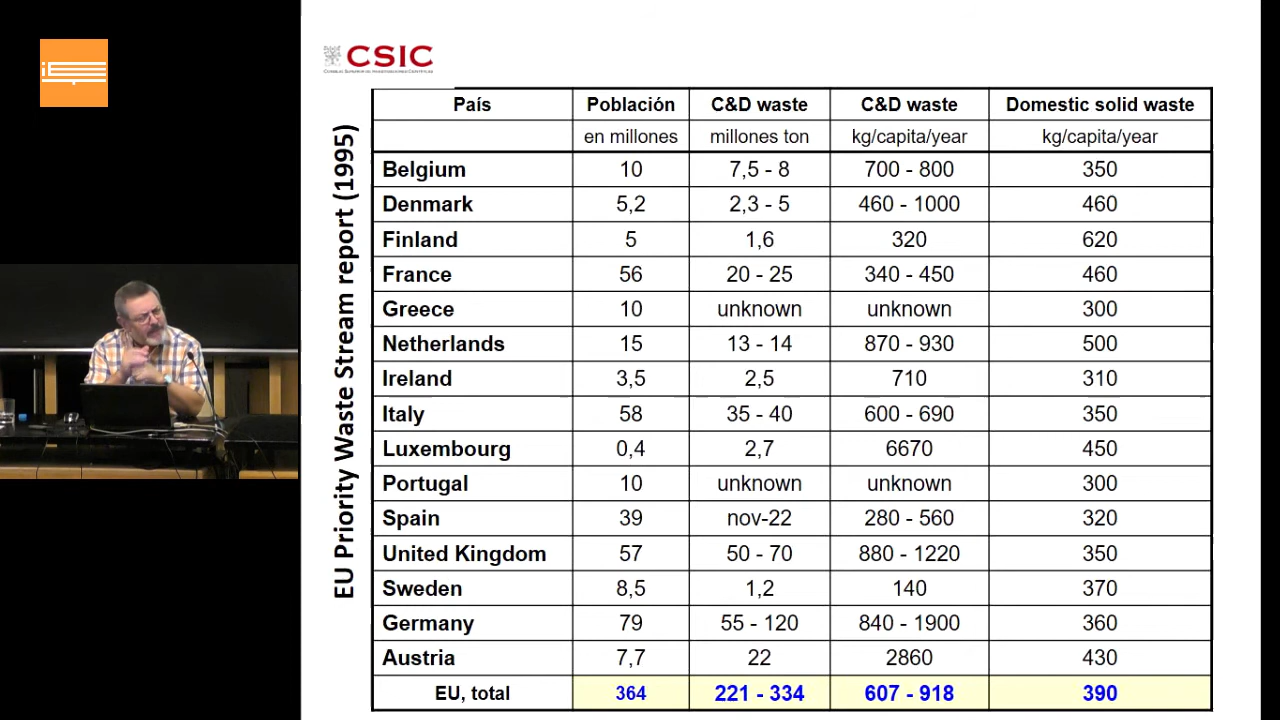 CSIC
CONSEJO SUPERIOR DE INVESTIGACIONES CIENTÍFICAS
EU Priority Waste Stream report (1995)
País Población C&D waste C&D waste Domestic solid waste
en millones millones ton kg/capita/year kg/capita/year
Belgium 10 7,5 - 8 700 - 800 350
Denmark 5,2 2,3 - 5 460 - 1000 460
Finland 5 1,6 320 620
France 56 20 - 25 340 - 450 460
Greece 10 unknown unknown 300
Netherlands 15 13 - 14 870 - 930 500
Ireland 3,5 2,5 710 310
Italy 58 35 - 40 600 - 690 350
Luxembourg 0,4 2,7 6670 450
Portugal 10 unknown unknown 300
Spain 39 nov-22 280 - 560 320
United Kingdom 57 50 - 70 880 - 1220 350
Sweden 8,5 1,2 140 370
Germany 79 55 - 120 840 - 1900 360
Austria 7,7 22 2860 430
EU, total 364 221 - 334 607 - 918 390